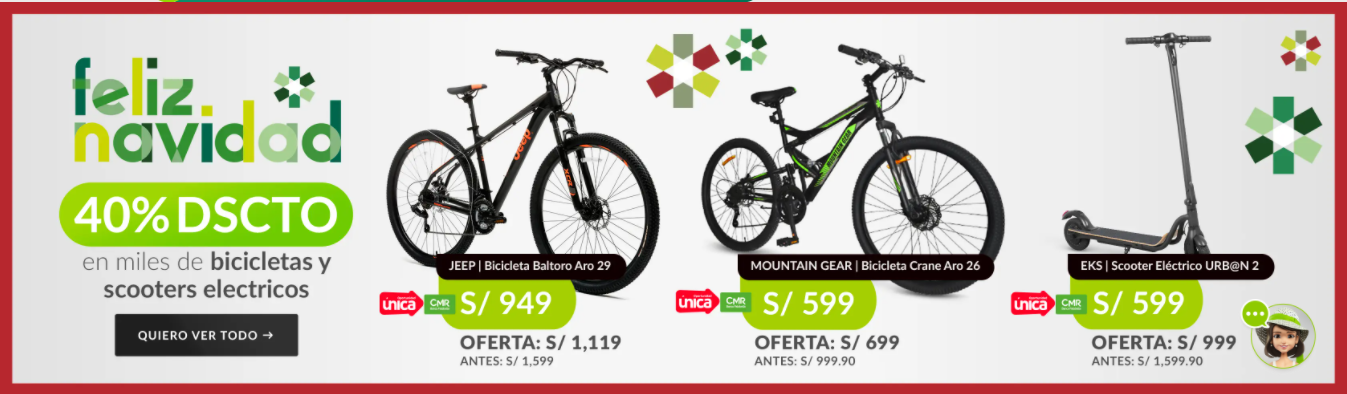 feliz
navidad
40% DSCTO
en miles de bicicletas y
scooters electricos
QUIERO VER TODO →
Jeep
JEEP | Bicicleta Baltoro Aro 29
única CMR S/ 949
OFERTA: S/ 1,119
ANTES: S/ 1,599
MOUNTAIN GEAR | Bicicleta Crane Aro 26
única CMR S/ 599
OFERTA: S/ 699
ANTES: S/ 999.90
EKS | Scooter Eléctrico URB@N 2
única CMR S/ 599
OFERTA: S/ 999
ANTES: S/ 1,599.90